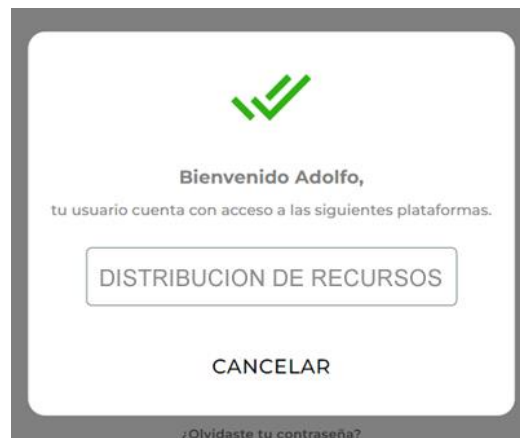 Bienvenido Adolfo,
tu usuario cuenta con acceso a las siguientes plataformas.
DISTRIBUCION DE RECURSOS
CANCELAR
¿Olvidaste tu contraseña?